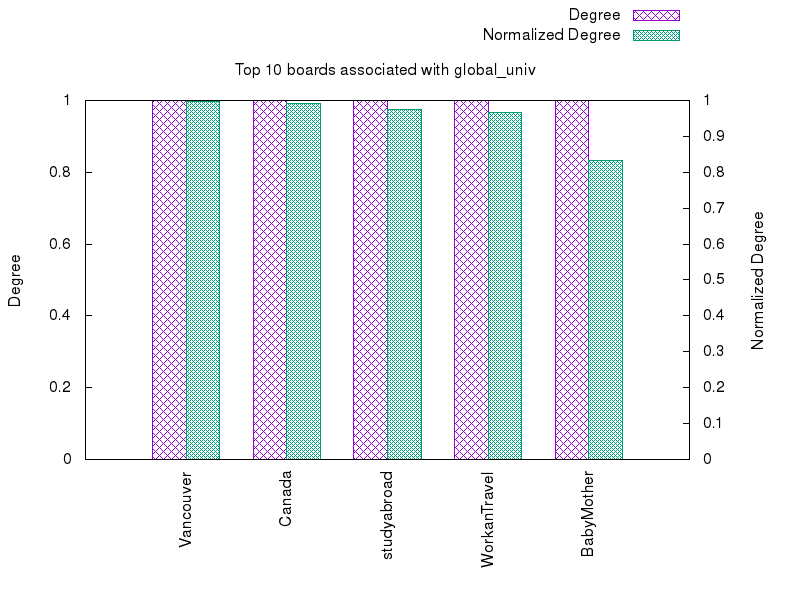 Degree
Normalized Degree
Top 10 boards associated with global_univ
1
0.8
0.6
0.4
0.2
0
Degree
1
0.9
0.8
0.7
0.6
0.5
0.4
0.3
0.2
0.1
0
Normalized Degree
Vancouver
Canada
studyabroad
WorkanTravel
BabyMother